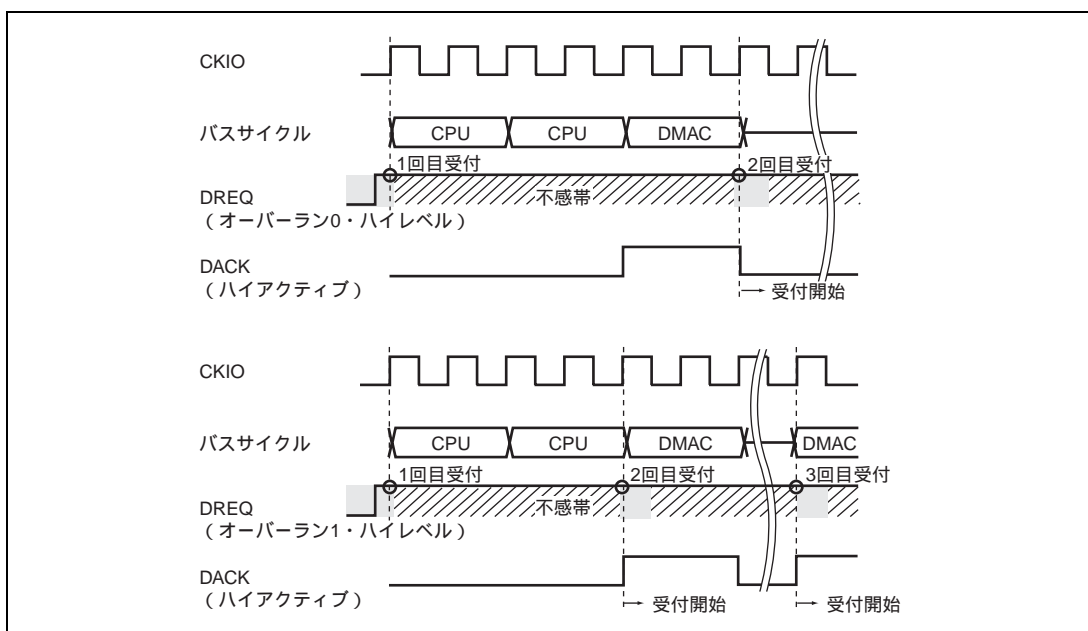 CKIO
バスサイクル
CPU CPU DMAC
1回目受付 2回目受付
DREQ
(オーバーラン0・ハイレベル)
不感帯
DACK
(ハイアクティブ)
受付開始
CKIO
バスサイクル
CPU CPU DMAC DMAC
1回目受付 2回目受付 3回目受付
DREQ
(オーバーラン1・ハイレベル)
不感帯
DACK
(ハイアクティブ)
受付開始 受付開始